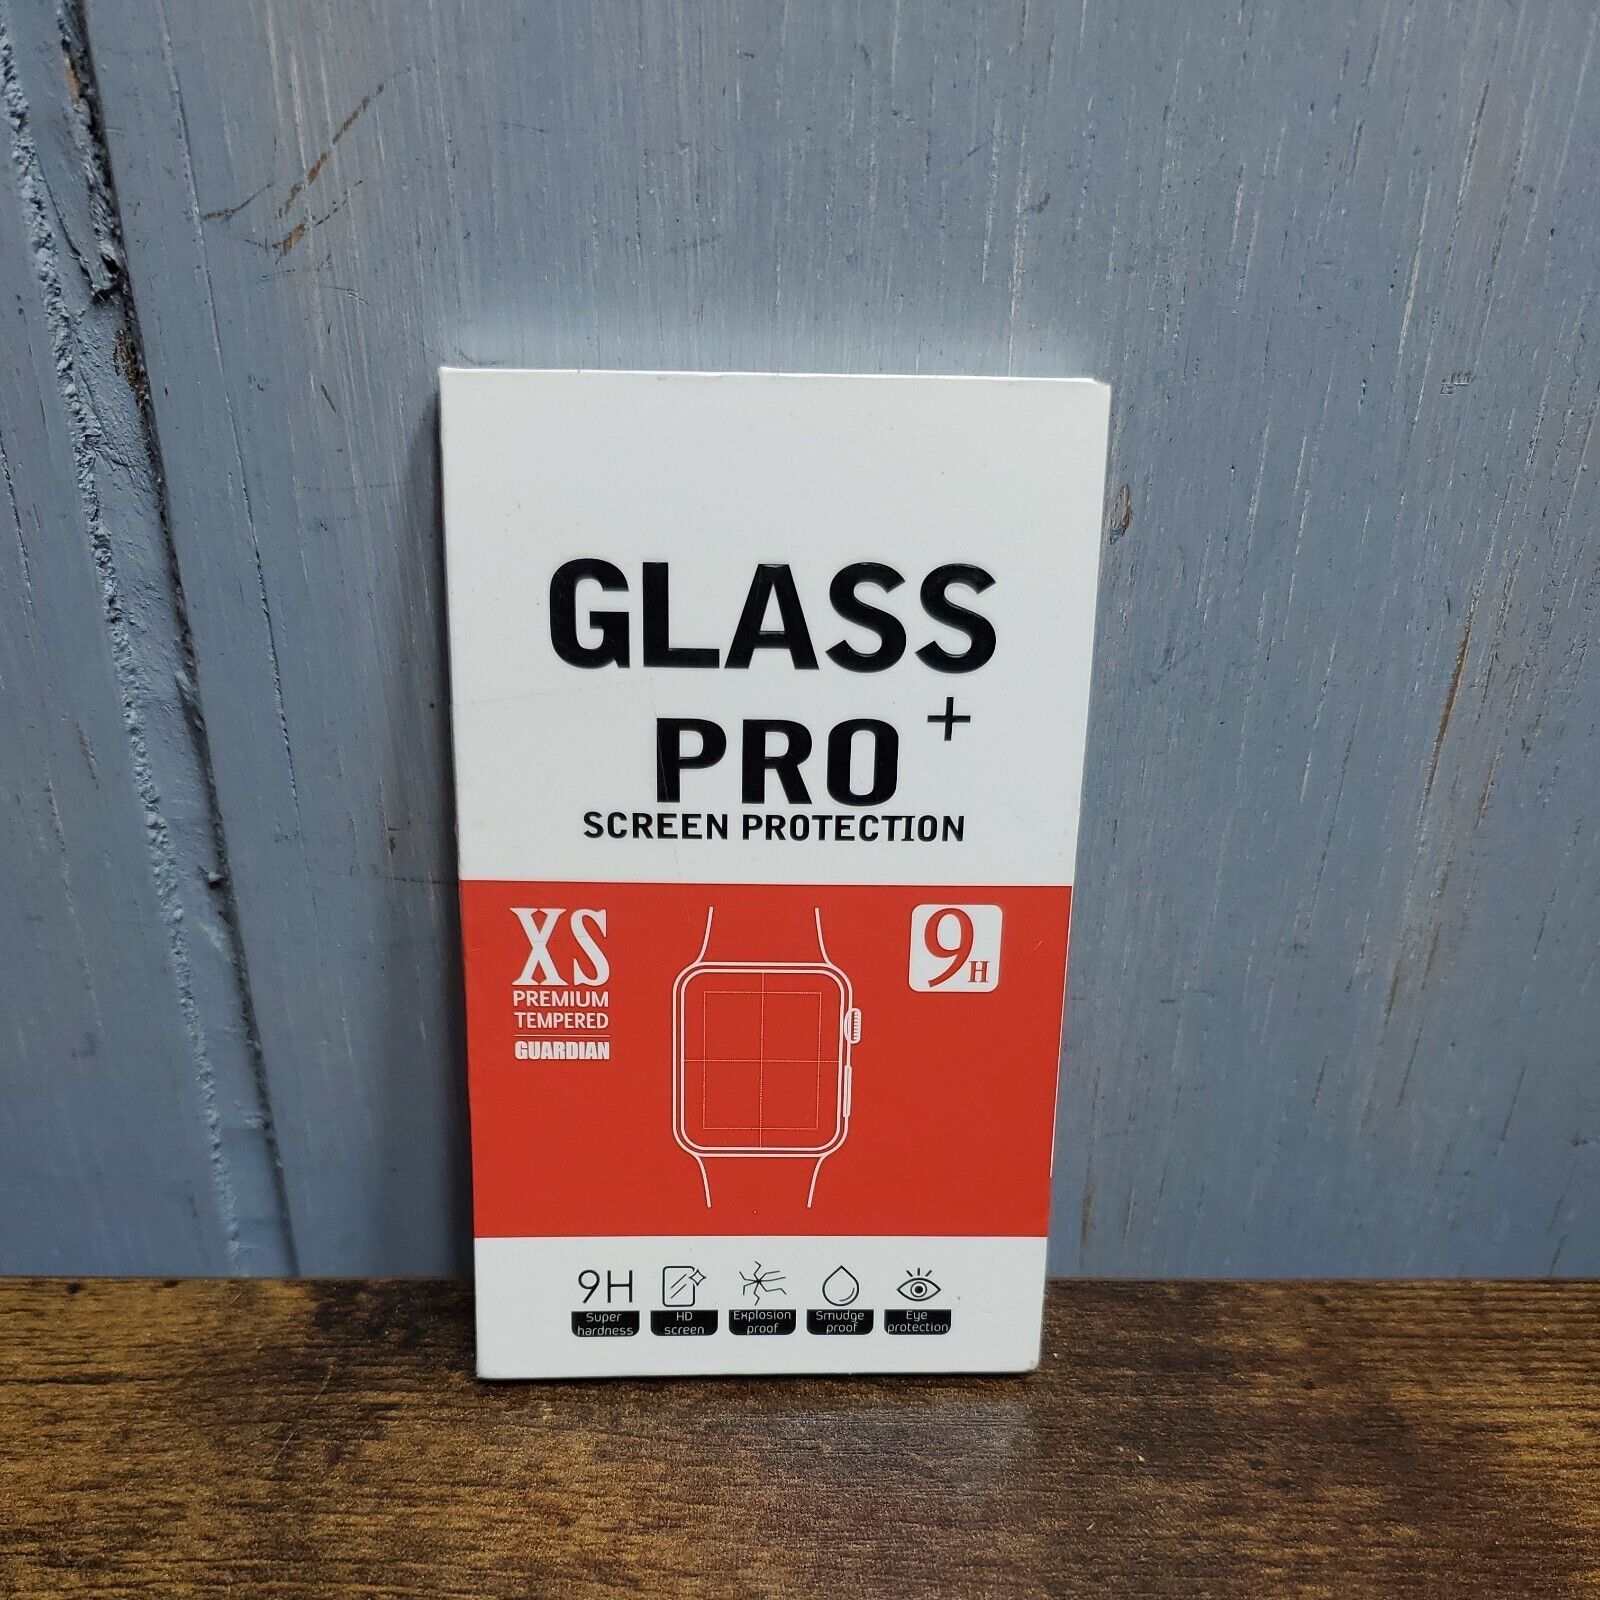 GLASS
PRO+
SCREEN PROTECTION
XS
PREMIUM
TEMPERED
GUARDIAN
9H
9H
Super
hardness
HD
screen
Explosion
proof
Smudge
proof
Eye
protection